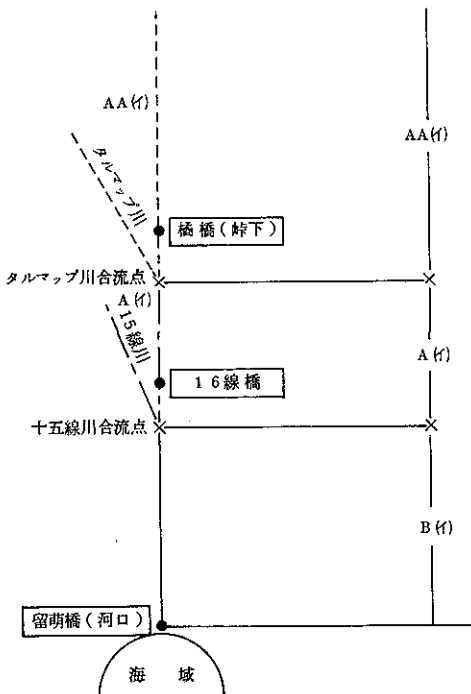 AA(イ)
AA(イ)
タルマップ川
橘橋(峠下)
タルマップ川合流点
A(イ)
A(イ)
15線川
16線橋
十五線川合流点
B(イ)
留萌橋(河口)
海域